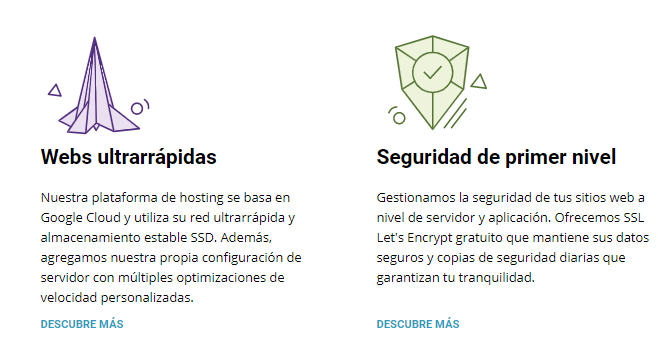 Webs ultrarrápidas
Nuestra plataforma de hosting se basa en
Google Cloud y utiliza su red ultrarrápida y
almacenamiento estable SSD. Además,
agregamos nuestra propia configuración de
servidor con múltiples optimizaciones de
velocidad personalizadas.
DESCUBRE MÁS
Seguridad de primer nivel
Gestionamos la seguridad de tus sitios web a
nivel de servidor y aplicación. Ofrecemos SSL
Let's Encrypt gratuito que mantiene sus datos
seguros y copias de seguridad diarias que
garantizan tu tranquilidad.
DESCUBRE MÁS